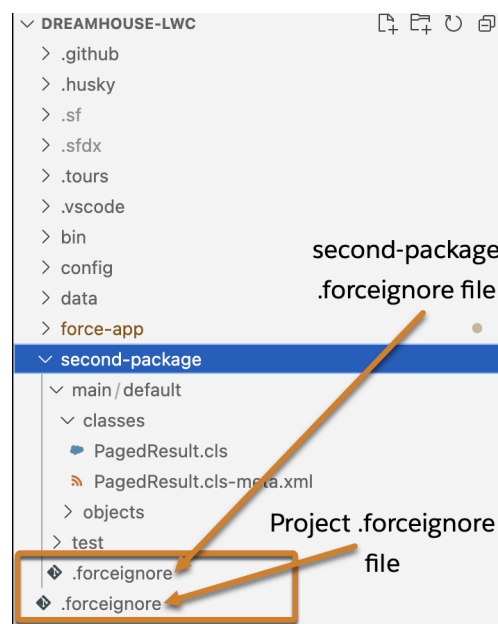 DREAMHOUSE-LWC
.github
.husky
.sf
.sfdx
.tours
.vscode
bin
config
data
force-app
second-package
main/default
classes
PagedResult.cls
PagedResult.cls-meta.xml
objects
test
.forceignore
.forceignore
second-package
.forceignore file
Project .forceignore
file